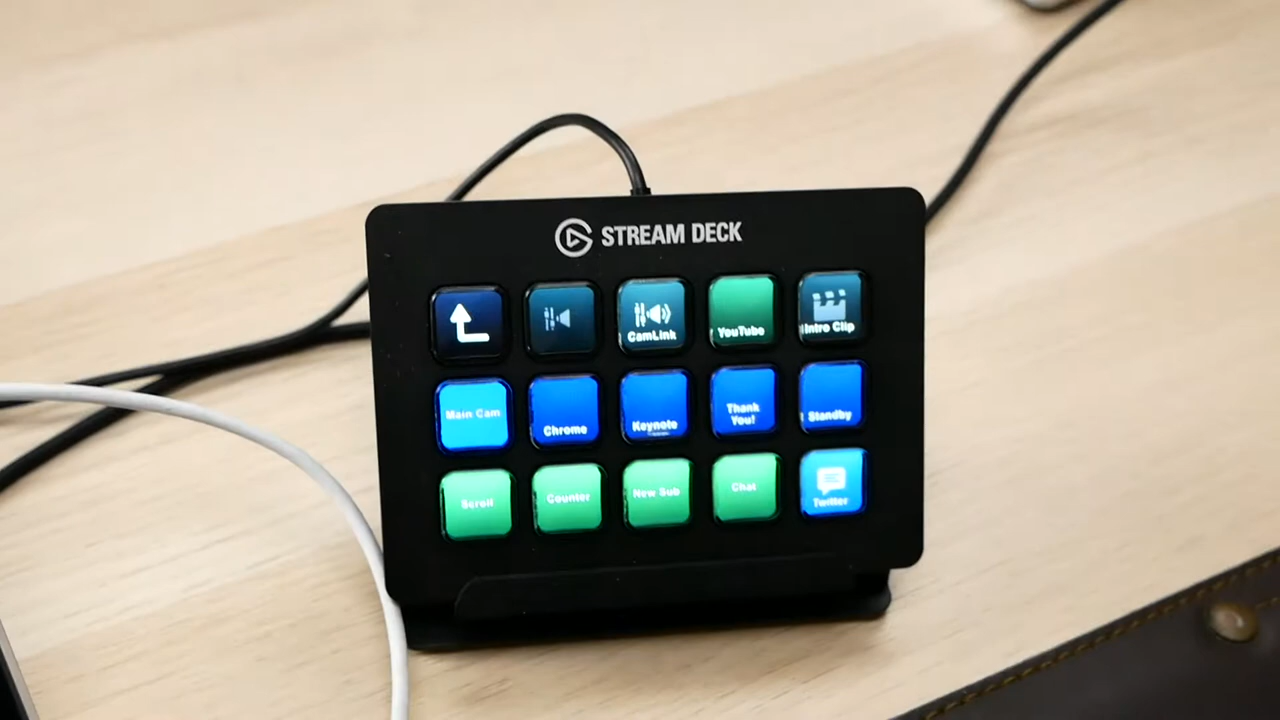 STREAM DECK
CamLink
YouTube
Intro Clip
Main Cam
Chrome
Keynote
Thank
You!
Standby
Scroll
Counter
New Sub
Chat
Twitter